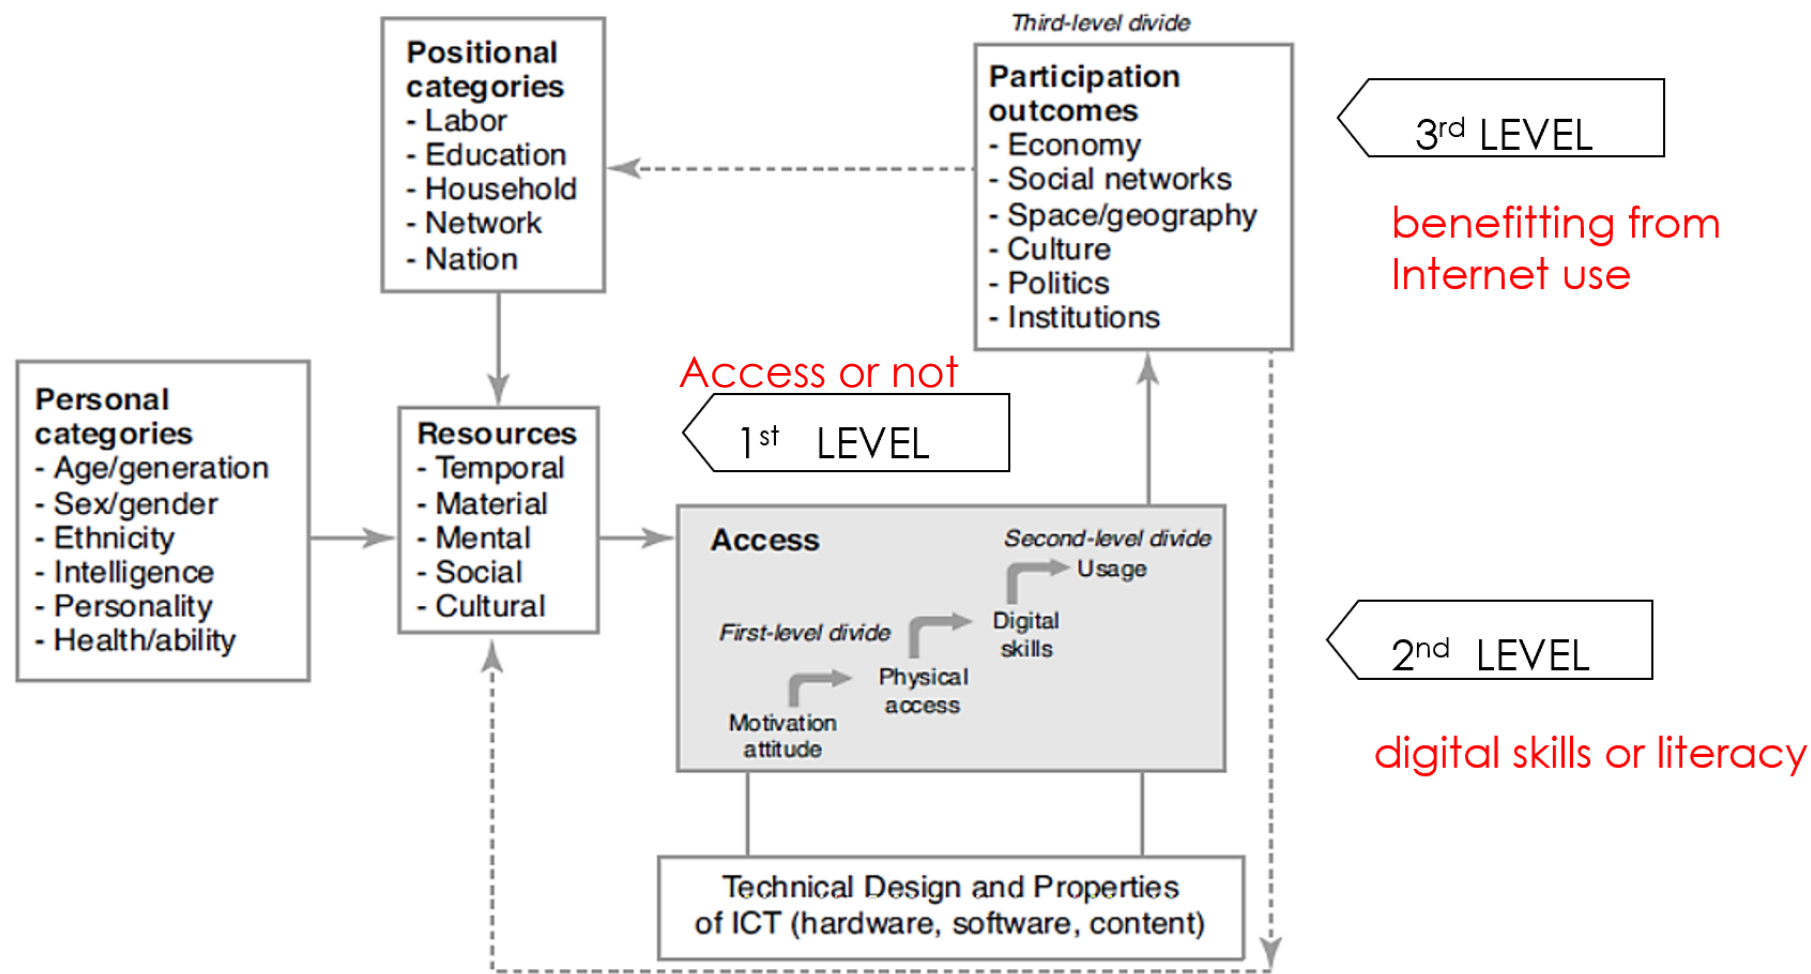 Positional
categories
- Labor
- Education
- Household
- Network
- Nation
Third-level divide
Participation
outcomes
- Economy
- Social networks
- Space/geography
- Culture
- Politics
- Institutions
3rd LEVEL
benefitting from
Internet use
Personal
categories
- Age/generation
- Sex/gender
- Ethnicity
- Intelligence
- Personality
- Health/ability
Resources
- Temporal
- Material
- Mental
- Social
- Cultural
Access or not
1st LEVEL
Access
Second-level divide
Usage
First-level divide
Digital
skills
Physical
access
Motivation
attitude
2nd LEVEL
digital skills or literacy
Technical Design and Properties
of ICT (hardware, software, content)